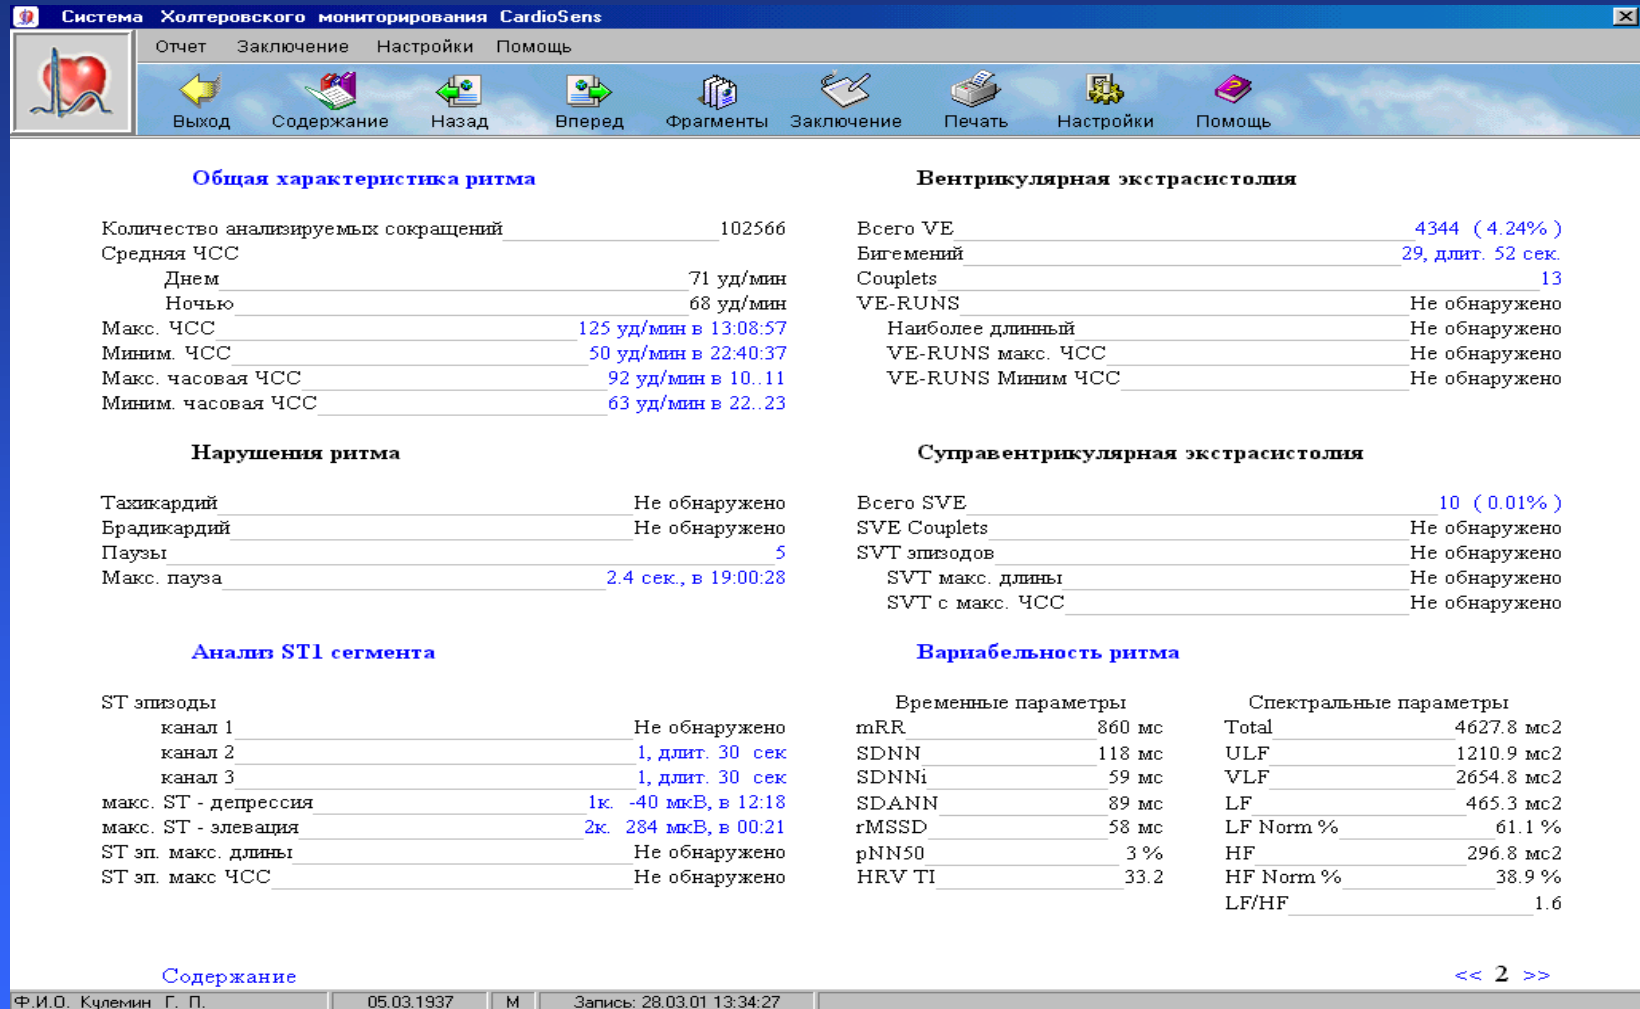 Система Холтеровского мониторирования CardioSens
Отчет Заключение Настройки Помощь
Выход Содержание Назад Вперед Фрагменты Заключение Печать Настройки Помощь
Общая характеристика ритма
Количество анализируемых сокращений 102566
Средняя ЧСС
Днем 71 уд/мин
Ночью 68 уд/мин
Макс. ЧСС 125 уд/мин в 13:08:57
Миним. ЧСС 50 уд/мин в 22:40:37
Макс. часовая ЧСС 92 уд/мин в 10..11
Миним. часовая ЧСС 63 уд/мин в 22..23
Нарушения ритма
Тахикардий Не обнаружено
Брадикардий Не обнаружено
Паузы 5
Макс. пауза 2.4 сек., в 19:00:28
Анализ ST1 сегмента
ST эпизоды
канал 1 Не обнаружено
канал 2 1, длит. 30 сек
канал 3 1, длит. 30 сек
макс. ST - депрессия 1к. -40 мкВ, в 12:18
макс. ST - элевация 2к. 284 мкВ, в 00:21
ST эп. макс. длины Не обнаружено
ST эп. макс ЧСС Не обнаружено
Вентрикулярная экстрасистолия
Всего VE 4344 ( 4.24% )
Бигемений 29, длит. 52 сек.
Couplets 13
VE-RUNS Не обнаружено
Наиболее длинный Не обнаружено
VE-RUNS макс. ЧСС Не обнаружено
VE-RUNS Миним ЧСС Не обнаружено
Суправентрикулярная экстрасистолия
Всего SVE 10 ( 0.01% )
SVE Couplets Не обнаружено
SVT эпизодов Не обнаружено
SVT макс. длины Не обнаружено
SVT с макс. ЧСС Не обнаружено
Вариабельность ритма
Временные параметры
mRR 860 мс
SDNN 118 мс
SDNNi 59 мс
SDANN 89 мс
rMSSD 58 мс
pNN50 3 %
HRV TI 33.2
Спектральные параметры
Total 4627.8 мс2
ULF 1210.9 мс2
VLF 2654.8 мс2
LF 465.3 мс2
LF Norm % 61.1 %
HF 296.8 мс2
HF Norm % 38.9 %
LF/HF 1.6
Содержание << 2 >>
Ф.И.О. Кулемин Г. П. 05.03.1937 М Запись: 28.03.01 13:34:27